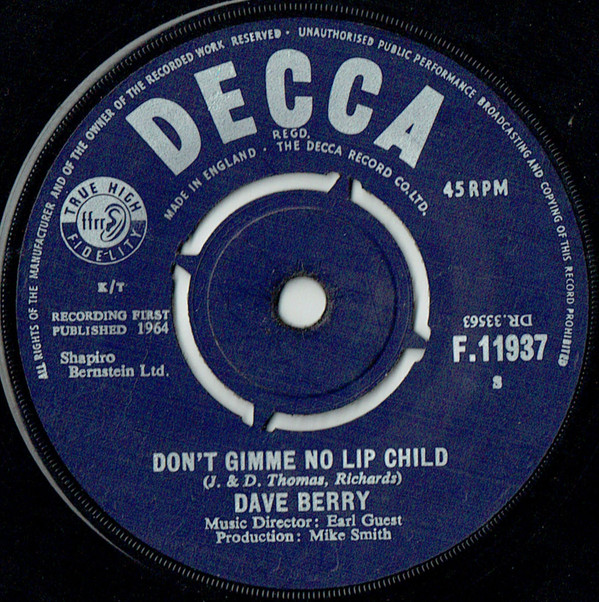 ALL RIGHTS OF THE MANUFACTURER AND OF THE OWNER OF THE RECORDED WORK RESERVED · UNAUTHORISED PUBLIC PERFORMANCE BROADCASTING AND COPYING OF THIS RECORD PROHIBITED
DECCA
REGD.
MADE IN ENGLAND · THE DECCA RECORD CO. LTD.
TRUE HIGH
ffrr
FIDELITY
45 RPM
K/T
RECORDING FIRST
PUBLISHED 1964
Shapiro
Bernstein Ltd.
DR.33563
F.11937
DON'T GIMME NO LIP CHILD
(J. & D. Thomas, Richards)
DAVE BERRY
Music Director: Earl Guest
Production: Mike Smith